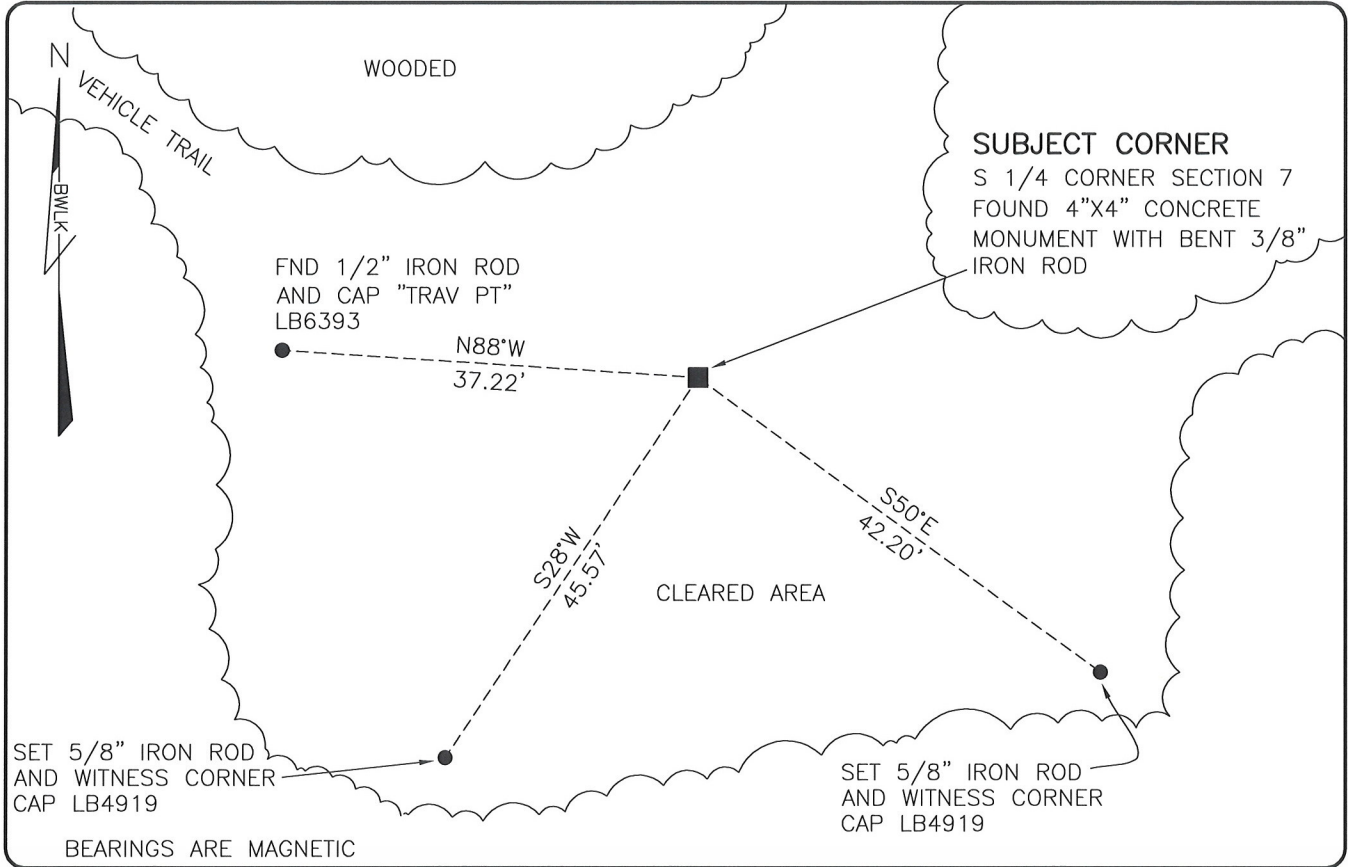 N
VEHICLE TRAIL
BWLK
WOODED
SUBJECT CORNER
S 1/4 CORNER SECTION 7
FOUND 4"X4" CONCRETE
MONUMENT WITH BENT 3/8"
IRON ROD
FND 1/2" IRON ROD
AND CAP "TRAV PT"
LB6393
N88°W
37.22'
S28°W
45.57'
S50°E
42.20'
CLEARED AREA
SET 5/8" IRON ROD
AND WITNESS CORNER
CAP LB4919
SET 5/8" IRON ROD
AND WITNESS CORNER
CAP LB4919
BEARINGS ARE MAGNETIC